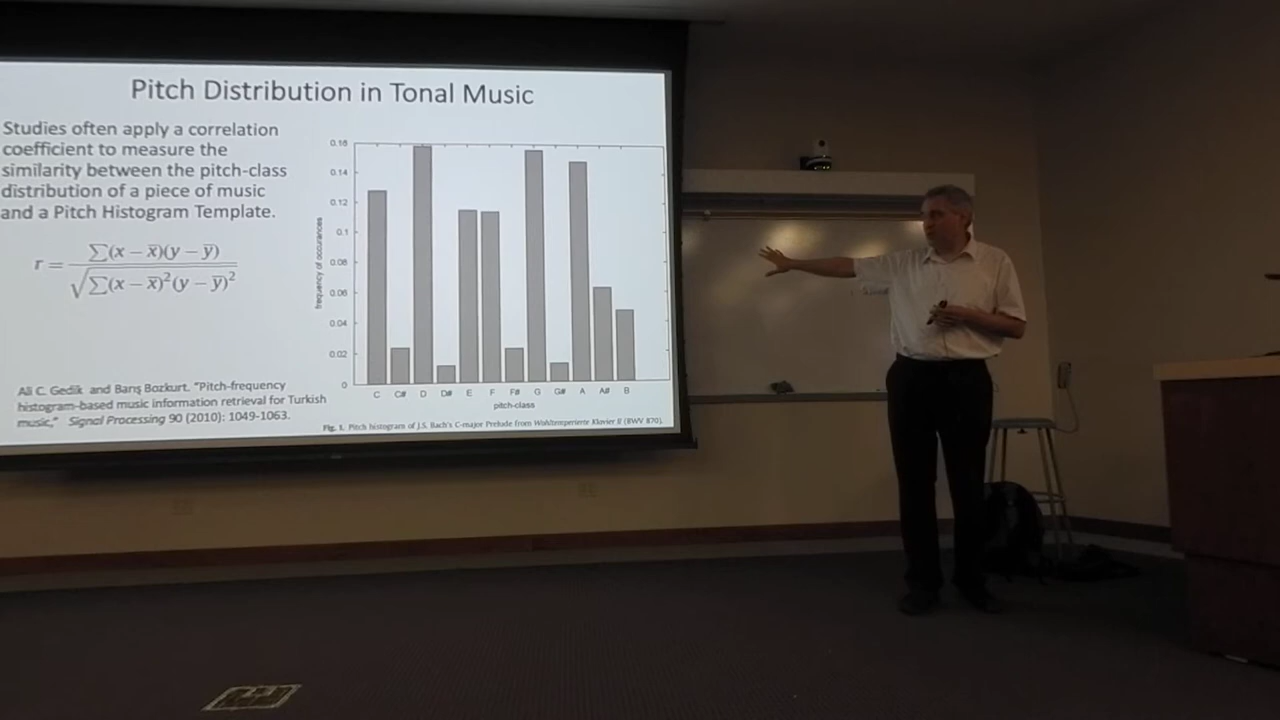 Pitch Distribution in Tonal Music
Studies often apply a correlation
coefficient to measure the
similarity between the pitch-class
distribution of a piece of music
and a Pitch Histogram Template.
r = ∑(x − x̅)(y − y̅) / √∑(x − x̅)²(y − y̅)²
Ali C. Gedik and Barış Bozkurt. "Pitch-frequency
histogram-based music information retrieval for Turkish
music," Signal Processing 90 (2010): 1049-1063.
0.16
0.14
0.12
0.1
0.08
0.06
0.04
0.02
0
frequency of occurances
C C# D D# E F F# G G# A A# B
pitch-class
Fig. 1. Pitch histogram of J.S. Bach's C-major Prelude from Wohltemperierte Klavier II (BWV 870).